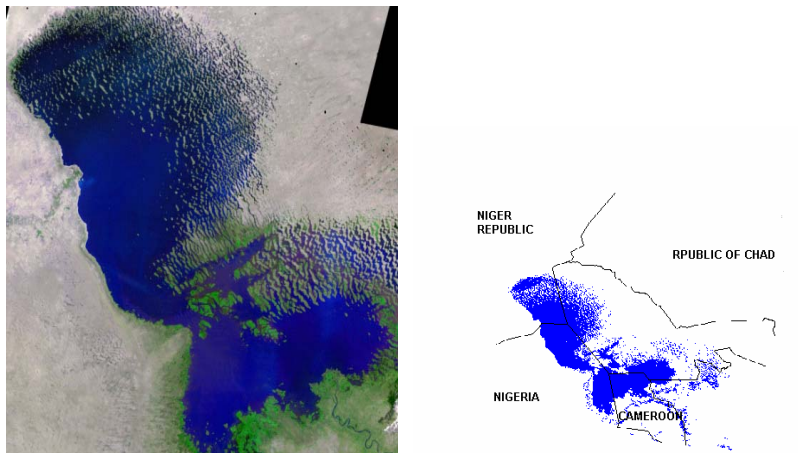 NIGER
REPUBLIC
RPUBLIC OF CHAD
NIGERIA
CAMEROON